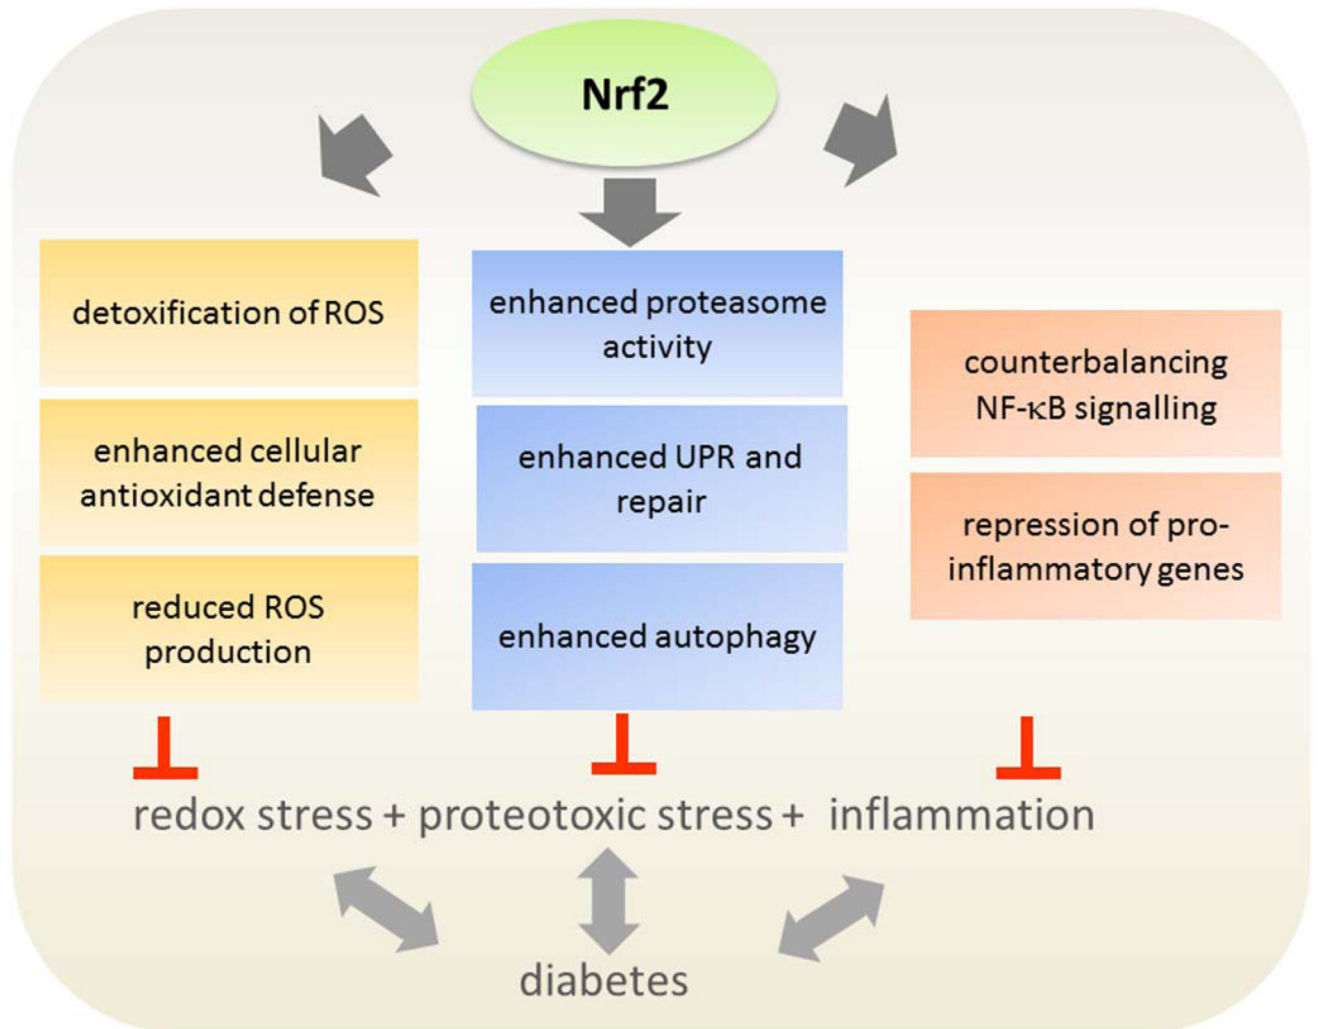 Nrf2
detoxification of ROS
enhanced cellular
antioxidant defense
reduced ROS
production
enhanced proteasome
activity
enhanced UPR and
repair
enhanced autophagy
counterbalancing
NF-κB signalling
repression of pro-
inflammatory genes
redox stress + proteotoxic stress + inflammation
diabetes